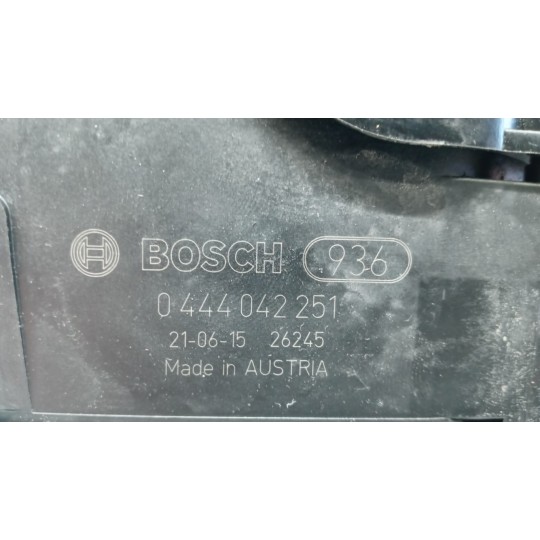 BOSCH 936
0 444 042 251
21-06-15 26245
Made in AUSTRIA